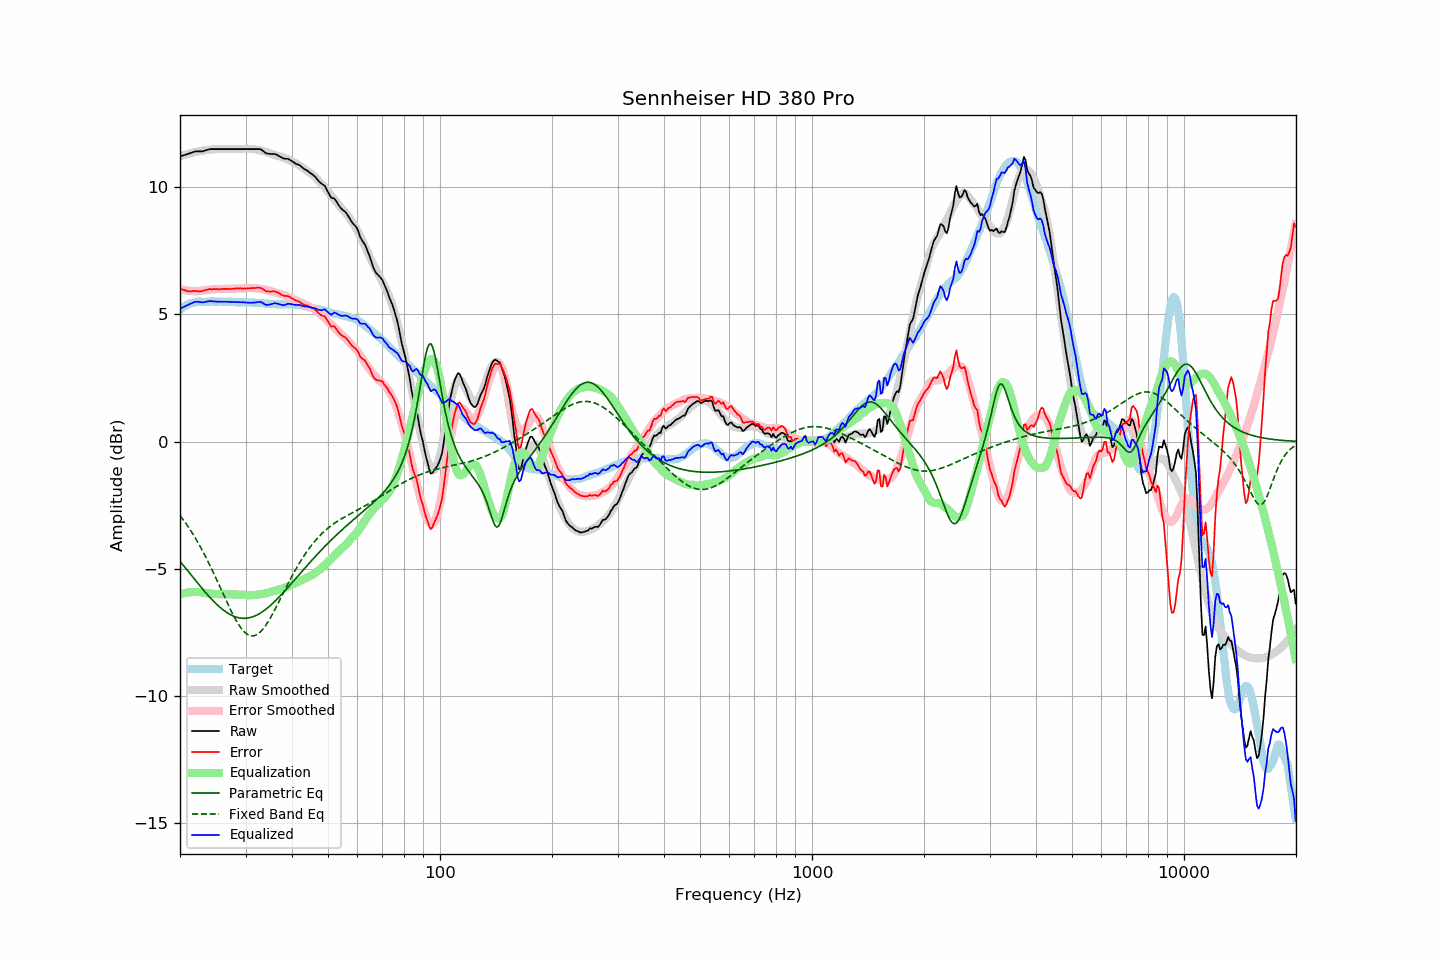 Sennheiser HD 380 Pro
Amplitude (dBr)
10
5
0
−5
−10
−15
Target
Raw Smoothed
Error Smoothed
Raw
Error
Equalization
Parametric Eq
Fixed Band Eq
Equalized
100
1000
10000
Frequency (Hz)